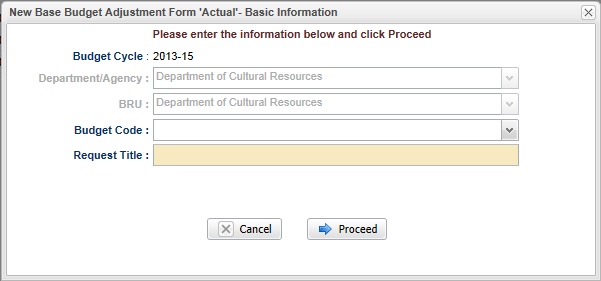 New Base Budget Adjustment Form 'Actual'- Basic Information
Please enter the information below and click Proceed
Budget Cycle : 2013-15
Department/Agency : Department of Cultural Resources
BRU : Department of Cultural Resources
Budget Code :
Request Title :
Cancel Proceed